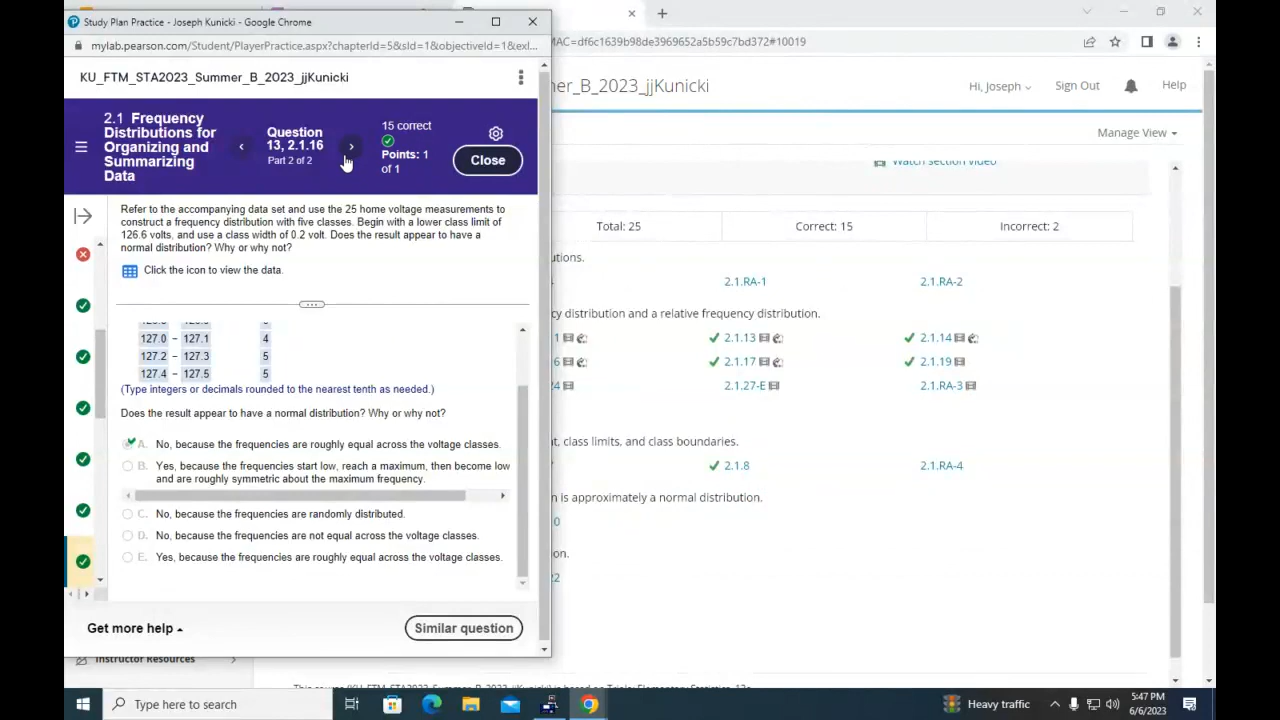 Study Plan Practice - Joseph Kunicki - Google Chrome
mylab.pearson.com/Student/PlayerPractice.aspx?chapterId=5&sId=1&objectiveId=1&exI...
MAC=df6c1639b98de3969652a5b59c7bd372#10019
KU_FTM_STA2023_Summer_B_2023_jjKunicki
er_B_2023_jjKunicki
Hi, Joseph
Sign Out
Help
Manage View
2.1 Frequency
Distributions for
Organizing and
Summarizing
Data
Question
13, 2.1.16
Part 2 of 2
15 correct
Points: 1
of 1
Close
Watch section video
Refer to the accompanying data set and use the 25 home voltage measurements to
construct a frequency distribution with five classes. Begin with a lower class limit of
126.6 volts, and use a class width of 0.2 volt. Does the result appear to have a
normal distribution? Why or why not?
Click the icon to view the data.
127.0 - 127.1 4
127.2 - 127.3 5
127.4 - 127.5 5
(Type integers or decimals rounded to the nearest tenth as needed.)
Does the result appear to have a normal distribution? Why or why not?
A. No, because the frequencies are roughly equal across the voltage classes.
B. Yes, because the frequencies start low, reach a maximum, then become low
and are roughly symmetric about the maximum frequency.
C. No, because the frequencies are randomly distributed.
D. No, because the frequencies are not equal across the voltage classes.
E. Yes, because the frequencies are roughly equal across the voltage classes.
Get more help
Similar question
Total: 25
Correct: 15
Incorrect: 2
utions.
2.1.RA-1
2.1.RA-2
cy distribution and a relative frequency distribution.
1
2.1.13
2.1.14
6
2.1.17
2.1.19
4
2.1.27-E
2.1.RA-3
t, class limits, and class boundaries.
2.1.8
2.1.RA-4
n is approximately a normal distribution.
0
on.
2
Instructor Resources
Type here to search
Heavy traffic
5:47 PM
6/6/2023